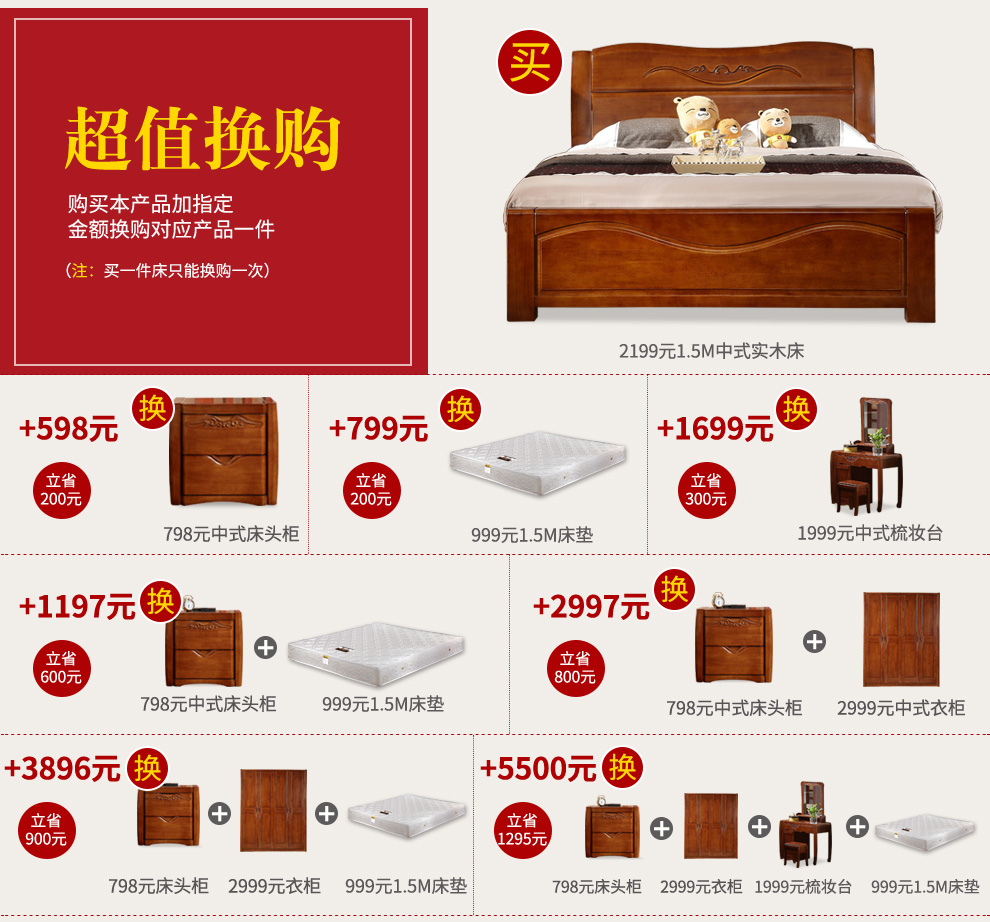 超值换购
购买本产品加指定
金额换购对应产品一件
（注：买一件床只能换购一次）
买
2199元1.5M中式实木床
+598元
换
立省
200元
798元中式床头柜
+799元
换
立省
200元
999元1.5M床垫
+1699元
换
立省
300元
1999元中式梳妆台
+1197元
换
立省
600元
+
798元中式床头柜
999元1.5M床垫
+2997元
换
立省
800元
+
798元中式床头柜
2999元中式衣柜
+3896元
换
立省
900元
+
+
798元床头柜
2999元衣柜
999元1.5M床垫
+5500元
换
立省
1295元
+
+
+
798元床头柜
2999元衣柜
1999元梳妆台
999元1.5M床垫